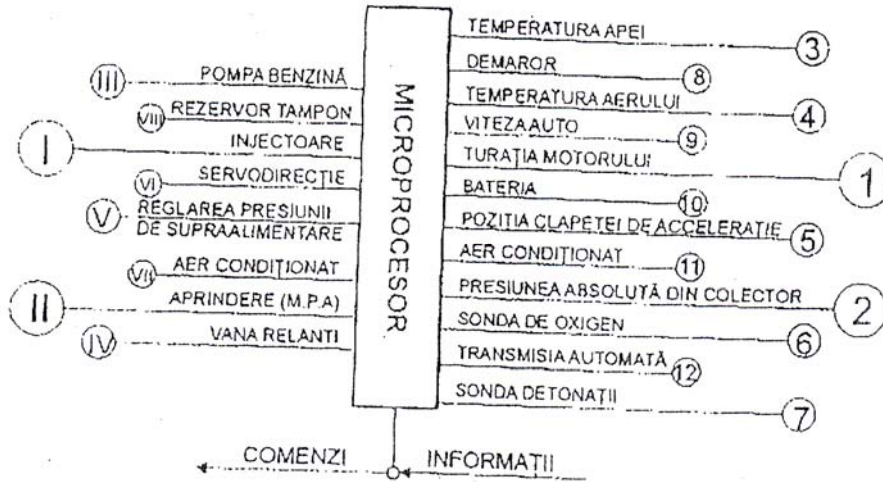 TEMPERATURA APEI
3
DEMAROR
8
TEMPERATURA AERULUI
4
VITEZA AUTO
9
TURAȚIA MOTORULUI
1
BATERIA
10
POZITIA CLAPETEI DE ACCELERATIE
5
AER CONDIȚIONAT
11
PRESIUNEA ABSOLUTĂ DIN COLECTOR
2
SONDA DE OXIGEN
6
TRANSMISIA AUTOMATĂ
12
SONDA DETONAȚII
7
MICROPROCESOR
III
POMPA BENZINĂ
VIII
REZERVOR TAMPON
I
INJECTOARE
VI
SERVODIRECȚIE
V
REGLAREA PRESIUNII
DE SUPRAALIMENTARE
VII
AER CONDIȚIONAT
II
APRINDERE (M.P.A)
IV
VANA RELANTI
COMENZI
INFORMAȚII